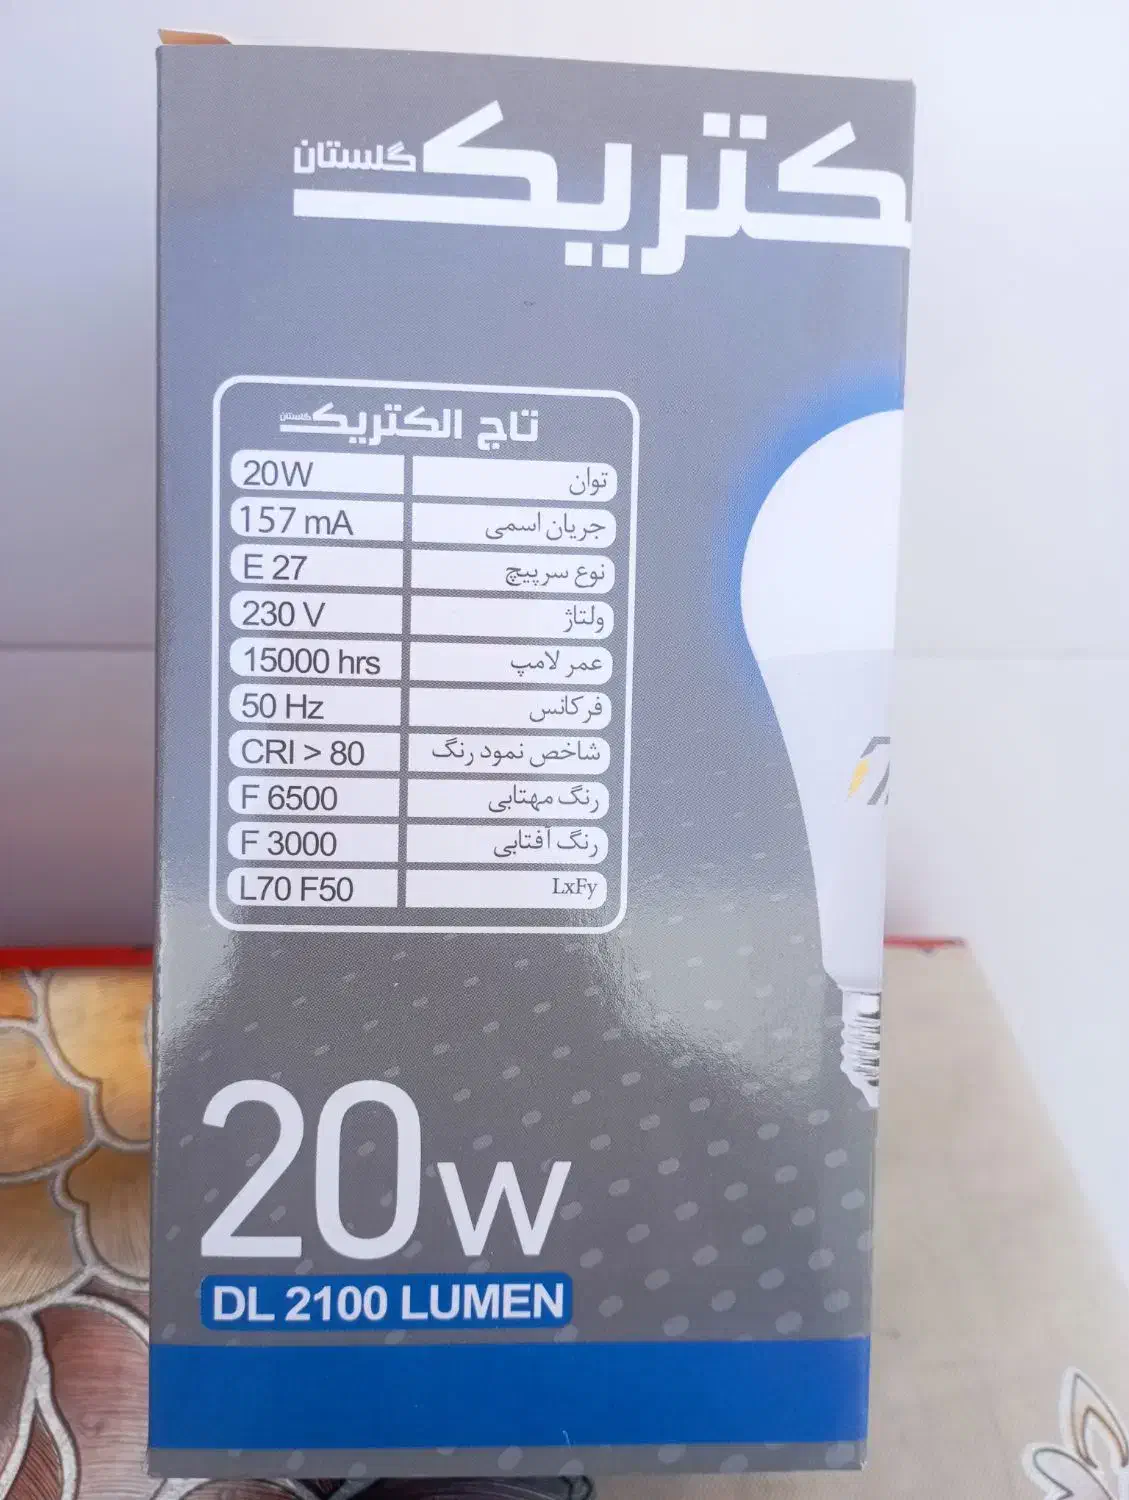 لکتریک گلستان
تاج الکتریک گلستان
توان 20W
جریان اسمی 157 mA
نوع سرپیچ E 27
ولتاژ 230 V
عمر لامپ 15000 hrs
فرکانس 50 Hz
شاخص نمود رنگ CRI > 80
رنگ مهتابی F 6500
رنگ آفتابی F 3000
LxFy L70 F50
20W
DL 2100 LUMEN